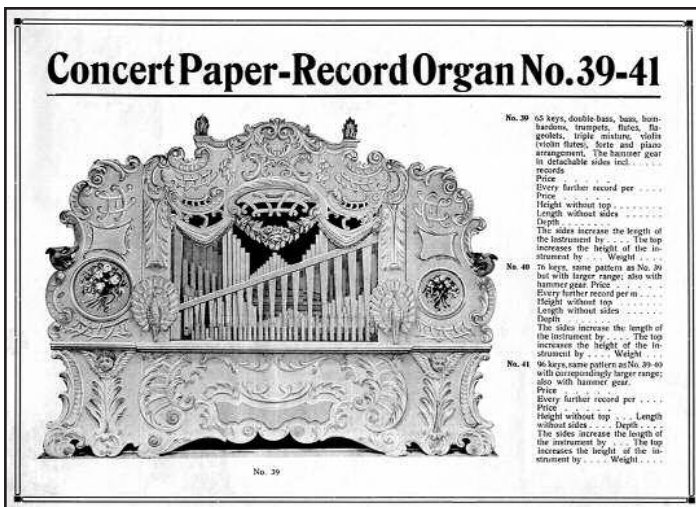 Concert Paper-Record Organ No. 39-41
No. 39 65 keys, double-bass, bass, bom-
bardons, trumpets, flutes, fla-
geolets, triple mixture, violin
(violin flutes), forte and piano
arrangement. The hammer gear
in detachable sides incl. . . . . .
records
Price . . . . . .
Every further record per . . . .
Price . . . . . .
Height without top . . . . . . . .
Length without sides . . . . . .
Depth . . . . . . . .
The sides increase the length of
the instrument by . . . . The top
increases the height of the in-
strument by . . . Weight . . . .
No. 40 76 keys, same pattern as No. 39
but with larger range; also with
hammer gear. Price . . . . . .
Every further record per m . . . .
Height without top . . . . . . .
Length without sides . . . . . .
Depth . . . . . .
The sides increase the length of
the instrument by . . . . The top
increases the height of the in-
strument by . . . . Weight . . .
No. 41 96 keys, same pattern as No. 39-40
with correpondingly larger range;
also with hammer gear.
Price . . . . . .
Every further record per . . . .
Price . . . . . .
Height without top . . . Length
without sides . . . . Depth . . . .
The sides increase the length of
the instrument by . . . The top
increases the height of the in-
strument by . . . . Weight . . . .
No. 39